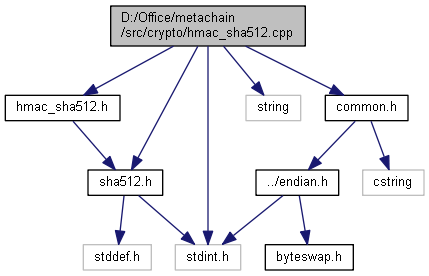 D:/Office/metachain
/src/crypto/hmac_sha512.cpp
hmac_sha512.h
string
common.h
sha512.h
../endian.h
cstring
stddef.h
stdint.h
byteswap.h